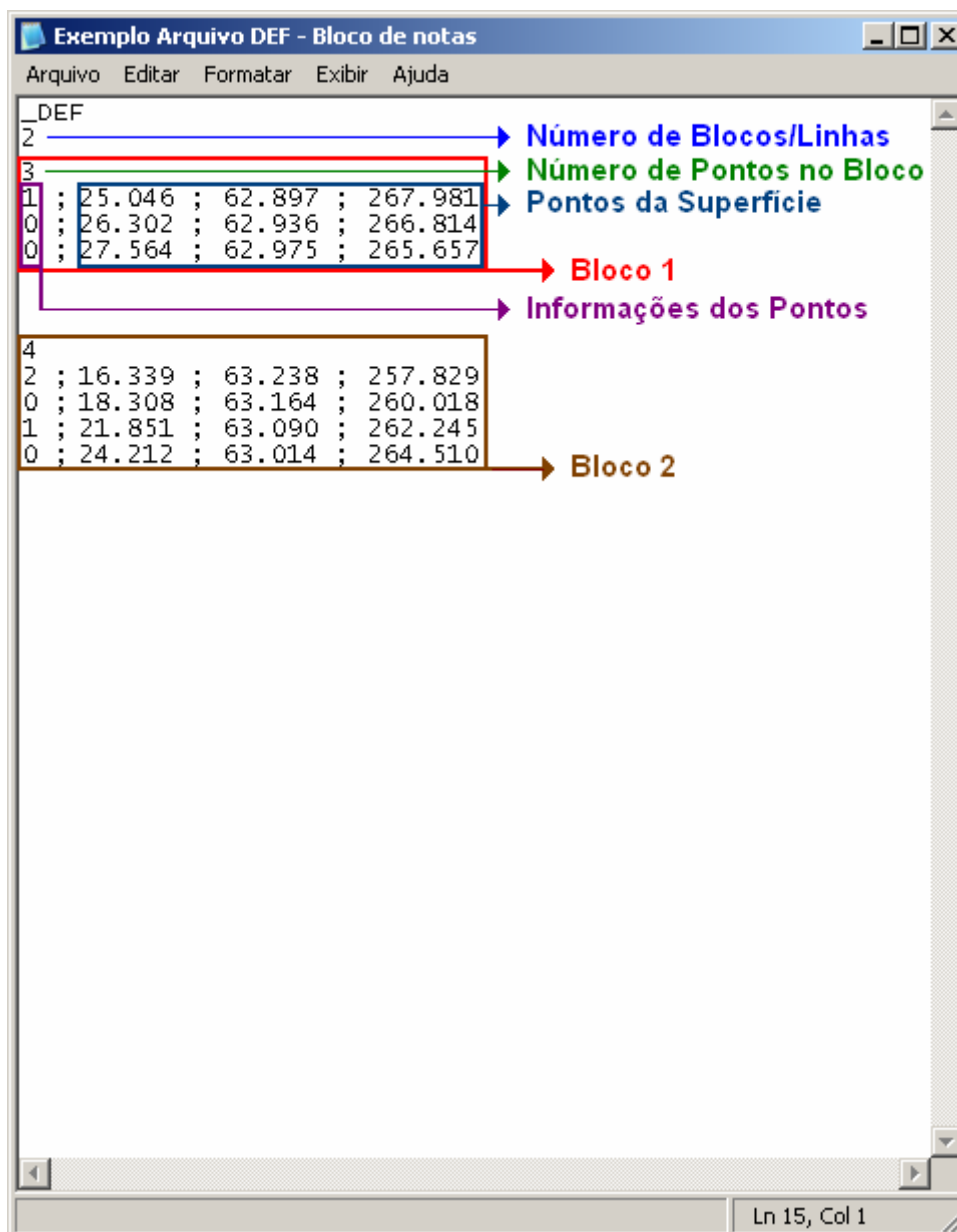 Exemplo Arquivo DEF - Bloco de notas
Arquivo Editar Formatar Exibir Ajuda
_DEF
2 Número de Blocos/Linhas
3 Número de Pontos no Bloco
1 ; 25.046 ; 62.897 ; 267.981 Pontos da Superfície
0 ; 26.302 ; 62.936 ; 266.814
0 ; 27.564 ; 62.975 ; 265.657
Bloco 1
Informações dos Pontos
4
2 ; 16.339 ; 63.238 ; 257.829
0 ; 18.308 ; 63.164 ; 260.018
1 ; 21.851 ; 63.090 ; 262.245
0 ; 24.212 ; 63.014 ; 264.510
Bloco 2
Ln 15, Col 1